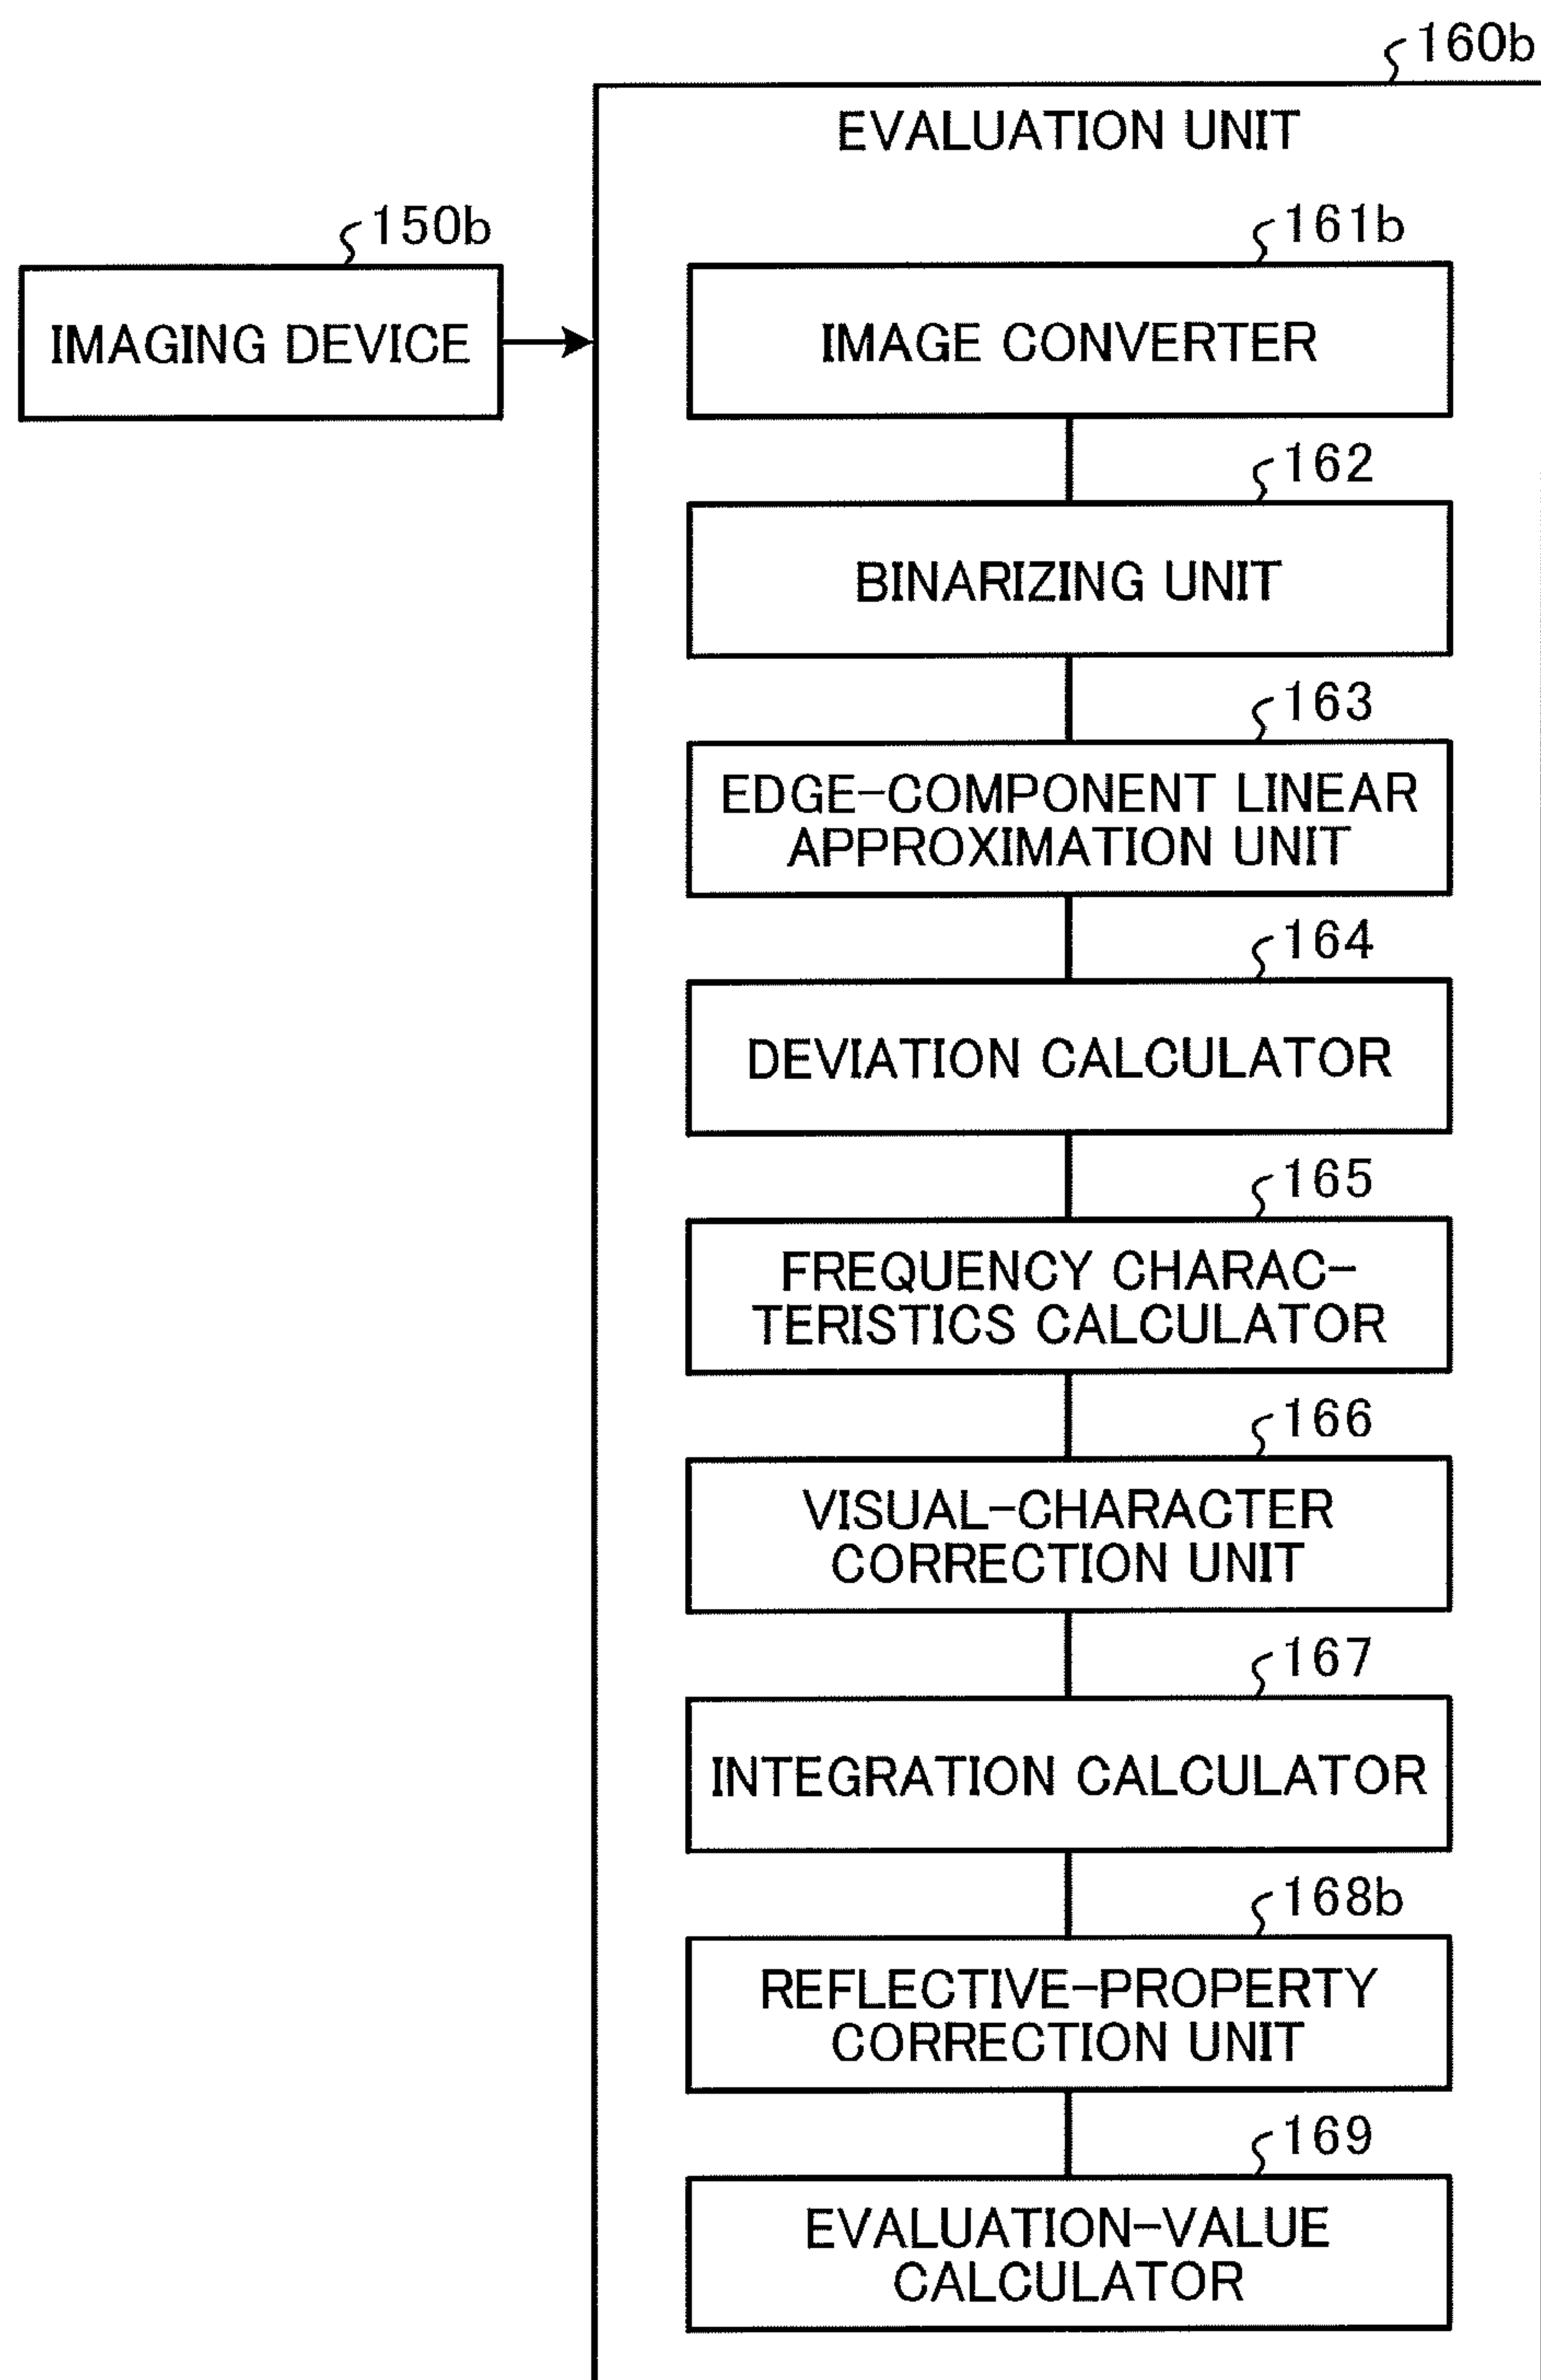 160b
EVALUATION UNIT
150b
IMAGING DEVICE
161b
IMAGE CONVERTER
162
BINARIZING UNIT
163
EDGE-COMPONENT LINEAR
APPROXIMATION UNIT
164
DEVIATION CALCULATOR
165
FREQUENCY CHARAC-
TERISTICS CALCULATOR
166
VISUAL-CHARACTER
CORRECTION UNIT
167
INTEGRATION CALCULATOR
168b
REFLECTIVE-PROPERTY
CORRECTION UNIT
169
EVALUATION-VALUE
CALCULATOR